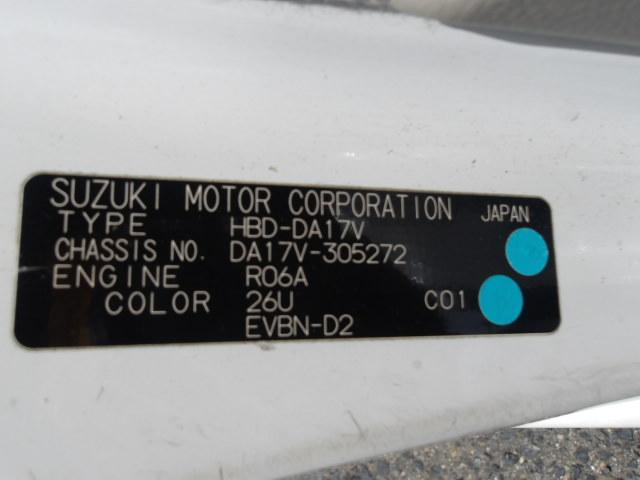 SUZUKI MOTOR CORPORATION JAPAN
TYPE HBD-DA17V
CHASSIS NO. DA17V-305272
ENGINE R06A
COLOR 26U C01
EVBN-D2